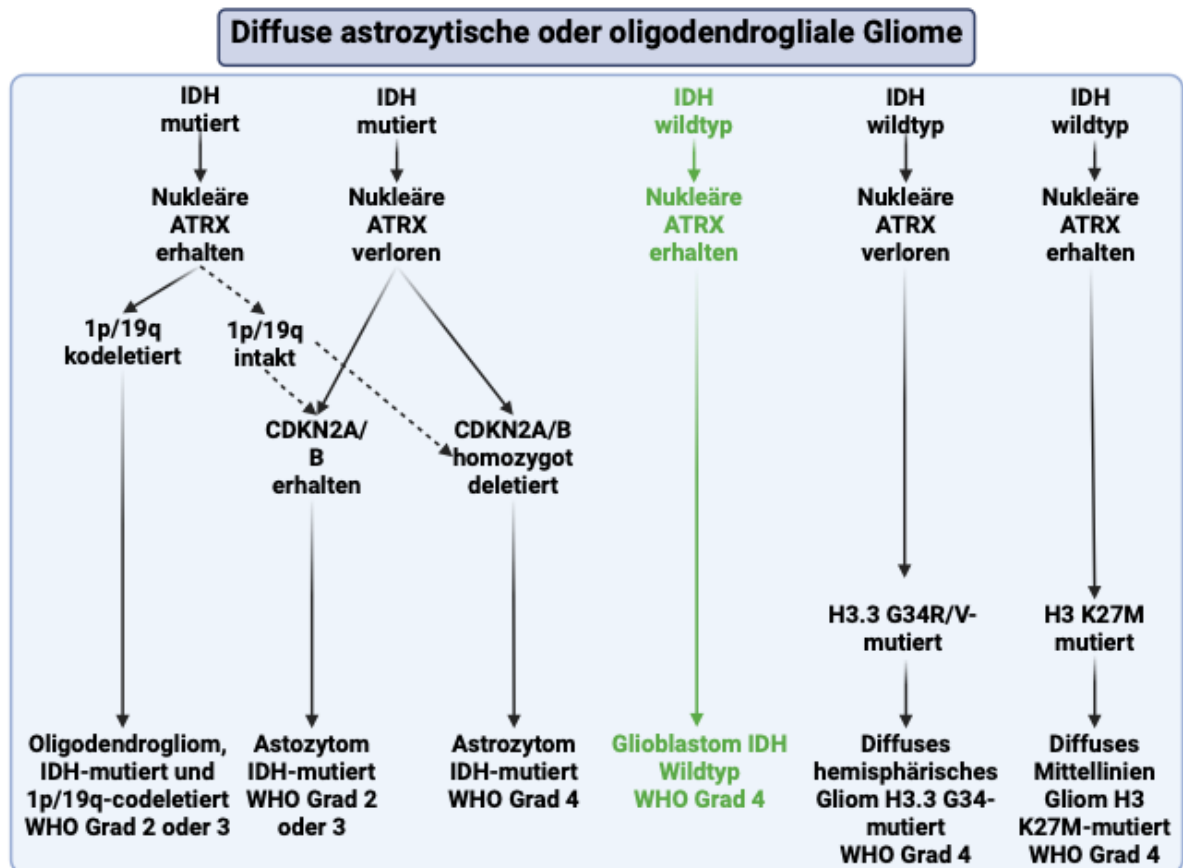 Diffuse astrozytische oder oligodendrogliale Gliome
IDH
mutiert
IDH
mutiert
IDH
wildtyp
IDH
wildtyp
IDH
wildtyp
Nukleäre
ATRX
erhalten
Nukleäre
ATRX
verloren
Nukleäre
ATRX
erhalten
Nukleäre
ATRX
verloren
Nukleäre
ATRX
erhalten
1p/19q
kodeletiert
1p/19q
intakt
CDKN2A/
B
erhalten
CDKN2A/B
homozygot
deletiert
H3.3 G34R/V-
mutiert
H3 K27M
mutiert
Oligodendrogliom,
IDH-mutiert und
1p/19q-codeletiert
WHO Grad 2 oder 3
Astozytom
IDH-mutiert
WHO Grad 2
oder 3
Astrozytom
IDH-mutiert
WHO Grad 4
Glioblastom IDH
Wildtyp
WHO Grad 4
Diffuses
hemisphärisches
Gliom H3.3 G34-
mutiert
WHO Grad 4
Diffuses
Mittellinien
Gliom H3
K27M-mutiert
WHO Grad 4